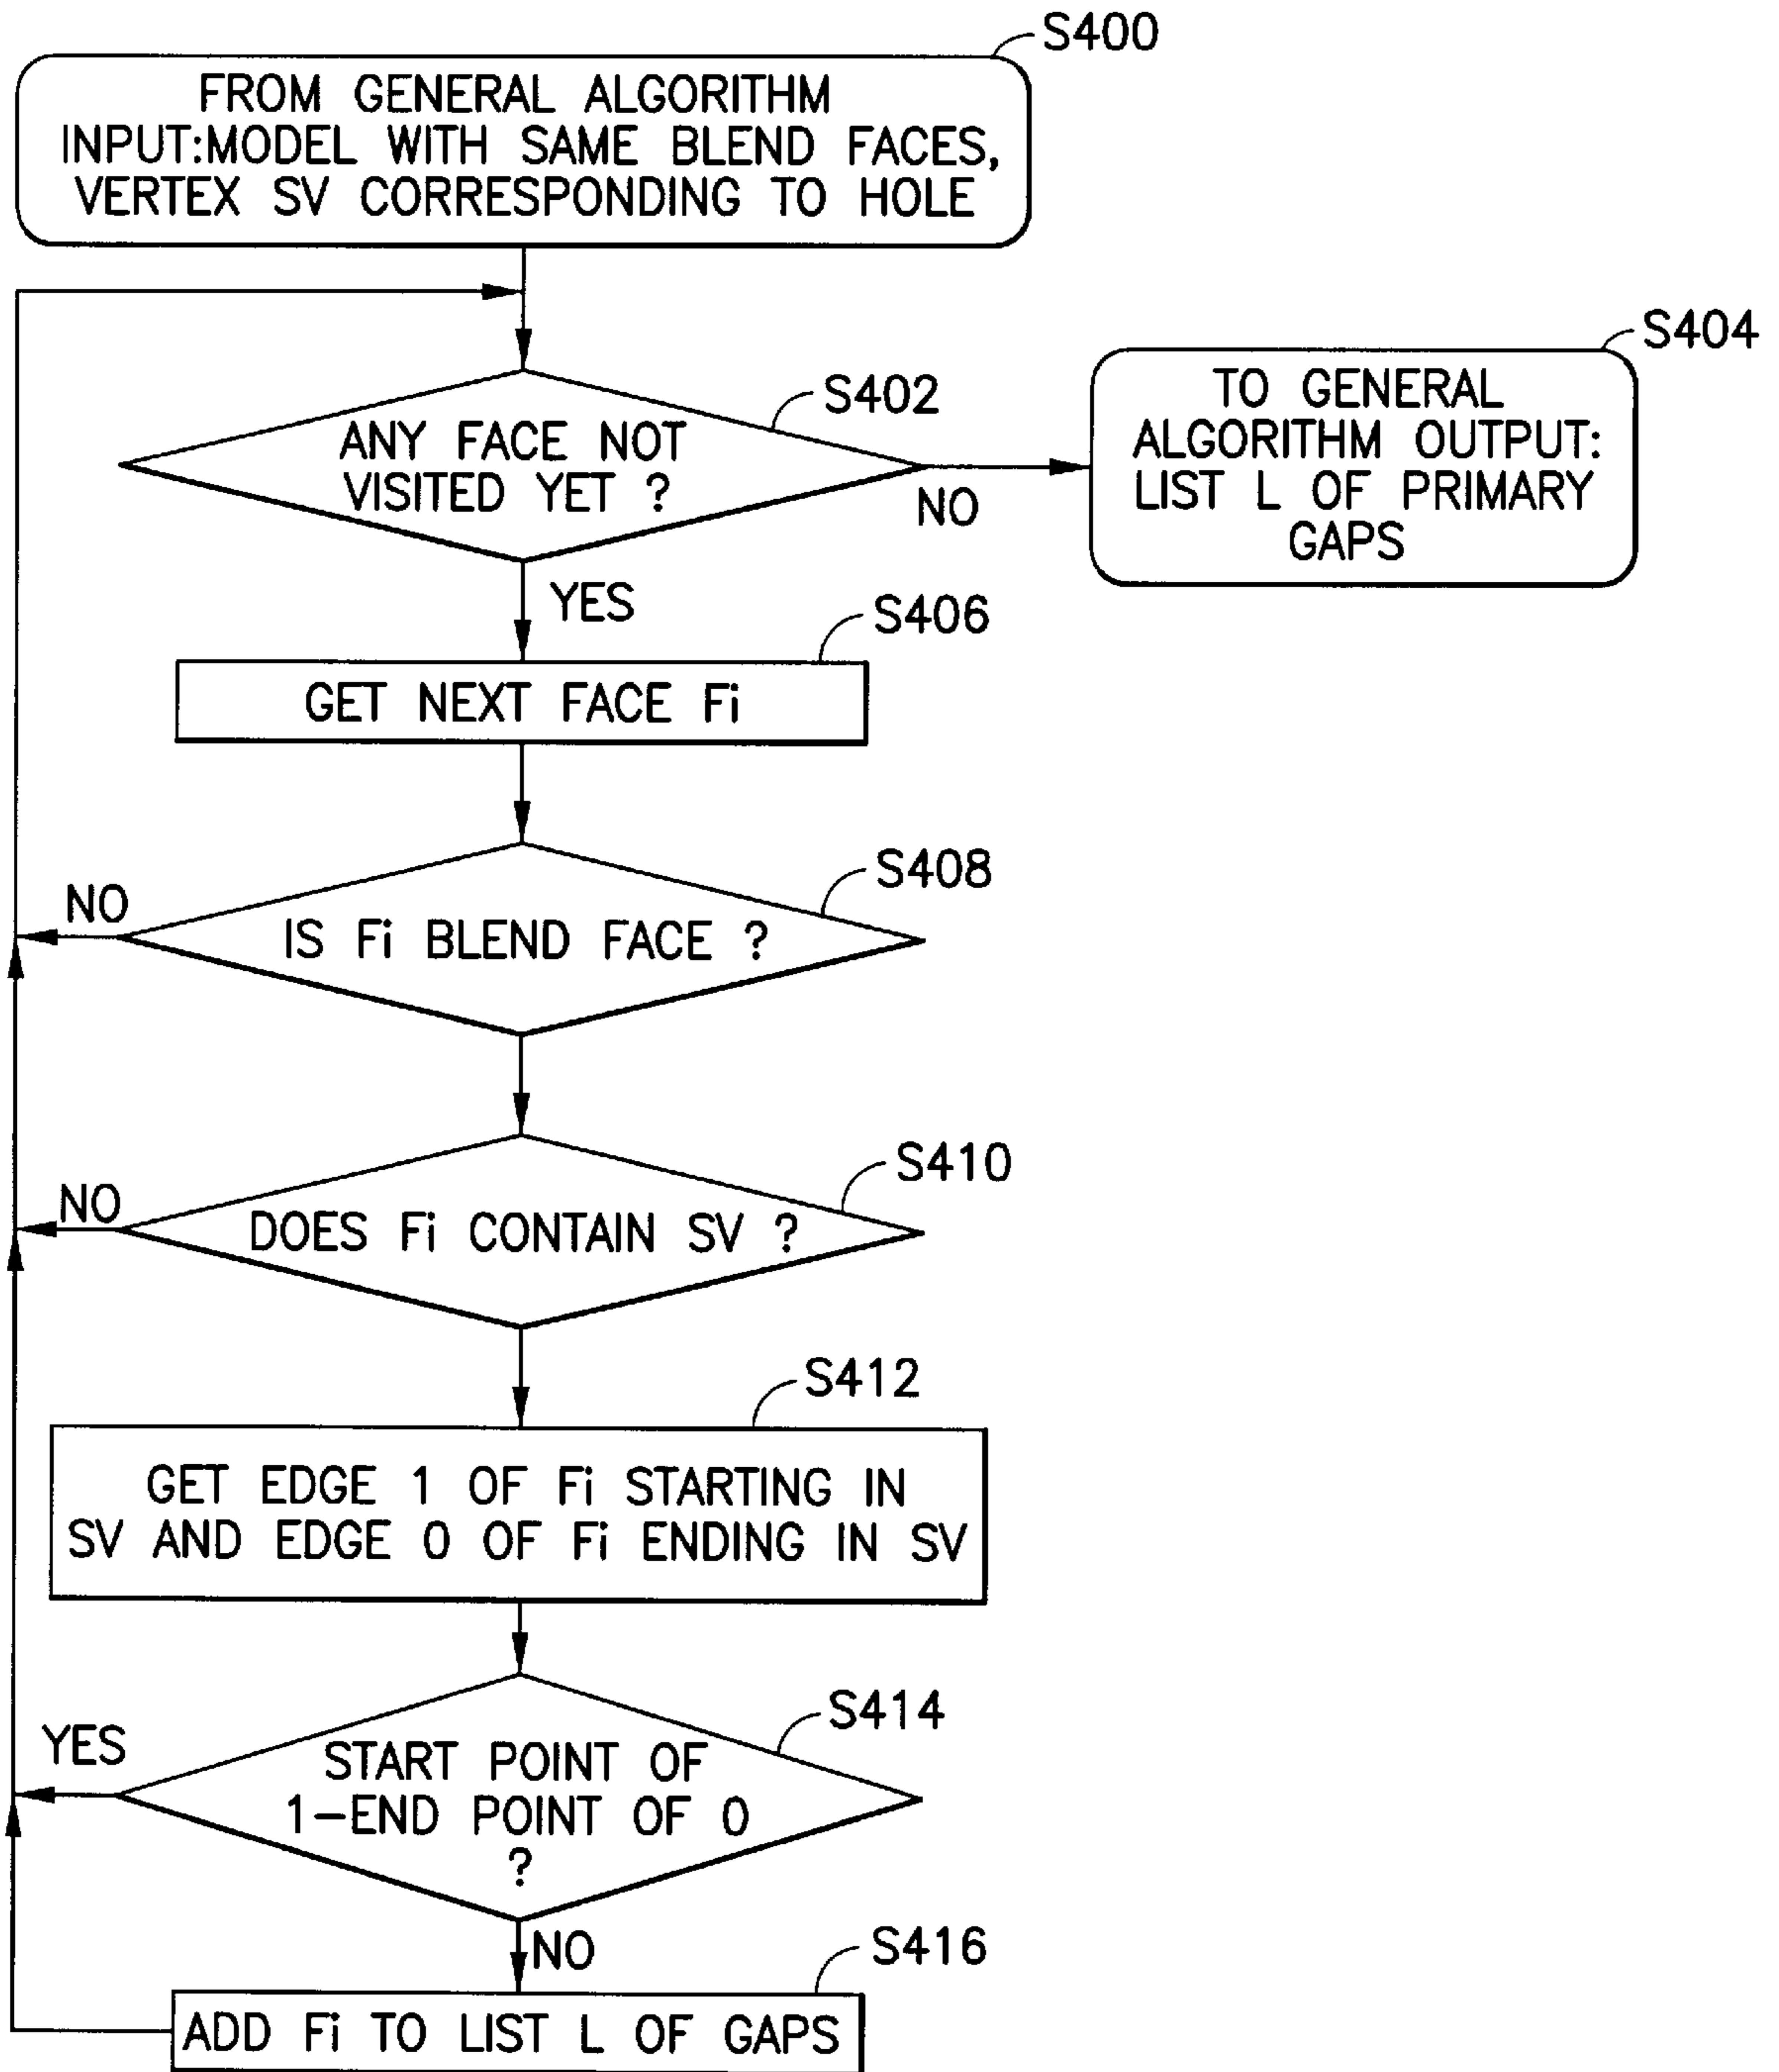 S400
FROM GENERAL ALGORITHM
INPUT:MODEL WITH SAME BLEND FACES,
VERTEX SV CORRESPONDING TO HOLE
S402
ANY FACE NOT
VISITED YET ?
NO
S404
TO GENERAL
ALGORITHM OUTPUT:
LIST L OF PRIMARY
GAPS
YES
S406
GET NEXT FACE Fi
S408
NO
IS Fi BLEND FACE ?
S410
NO
DOES Fi CONTAIN SV ?
S412
GET EDGE 1 OF Fi STARTING IN
SV AND EDGE 0 OF Fi ENDING IN SV
S414
YES
START POINT OF
1-END POINT OF 0
?
NO
S416
ADD Fi TO LIST L OF GAPS